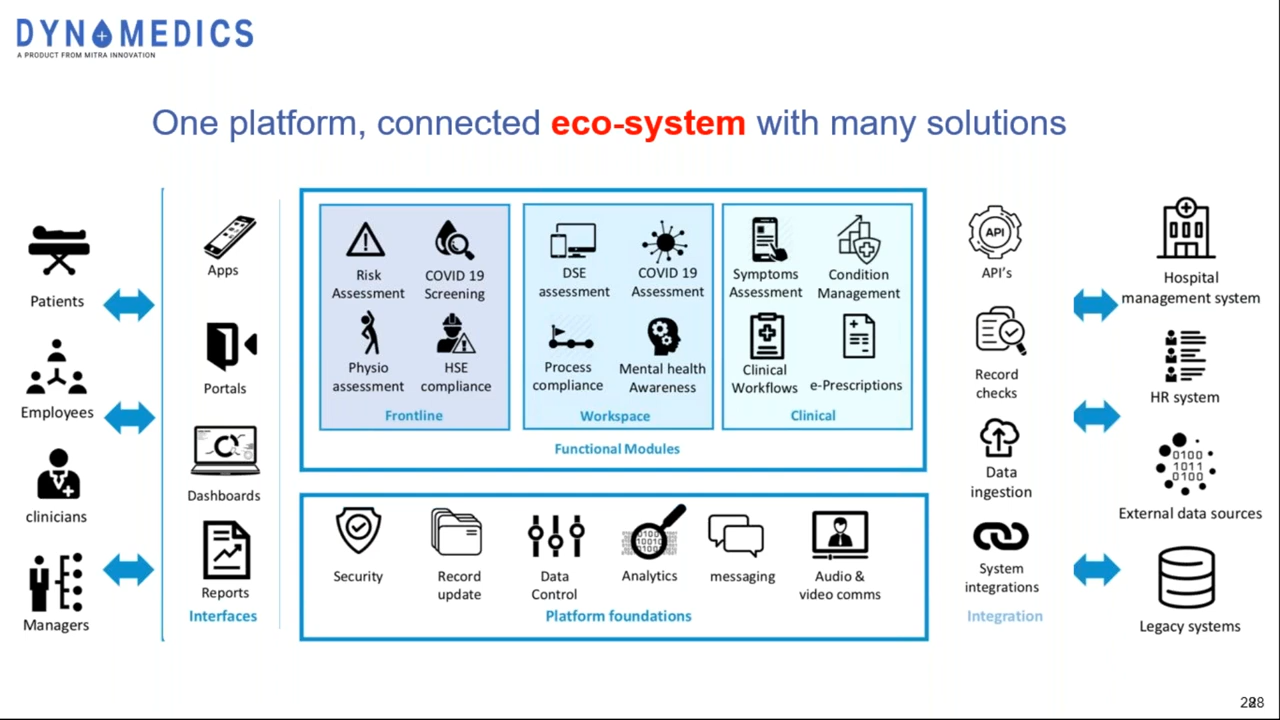 DYNOMEDICS
A PRODUCT FROM MITRA INNOVATION
One platform, connected eco-system with many solutions
Patients
Employees
clinicians
Managers
Apps
Portals
Dashboards
Reports
Interfaces
Risk
Assessment
COVID 19
Screening
Physio
assessment
HSE
compliance
Frontline
DSE
assessment
COVID 19
Assessment
Process
compliance
Mental health
Awareness
Workspace
Symptoms
Assessment
Condition
Management
Clinical
Workflows
e-Prescriptions
Clinical
Functional Modules
Security
Record
update
Data
Control
Analytics
messaging
Audio &
video comms
Platform foundations
API
API's
Record
checks
Data
ingestion
System
integrations
Integration
Hospital
management system
HR system
0100
1011
0100
External data sources
Legacy systems